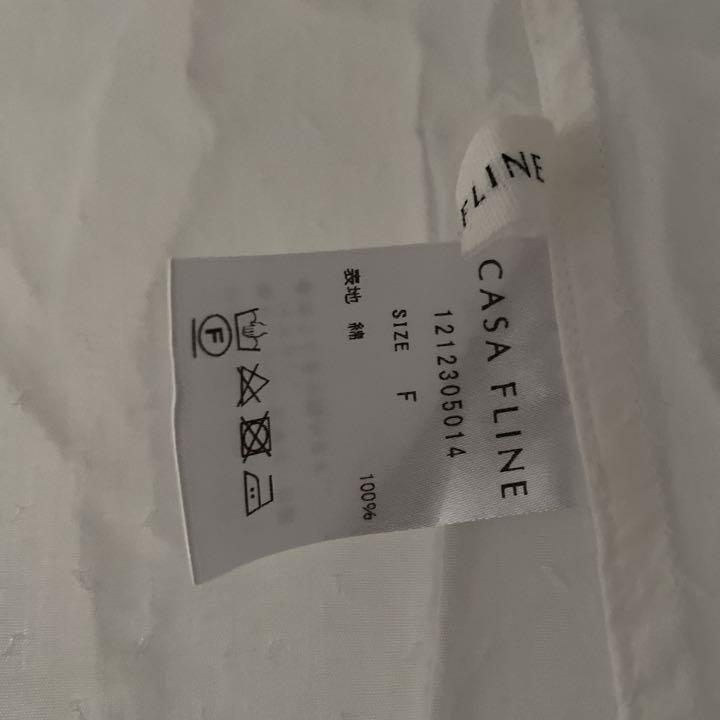 FLINE
CASA FLINE
1212305014
SIZE F
表地 綿 100%
F